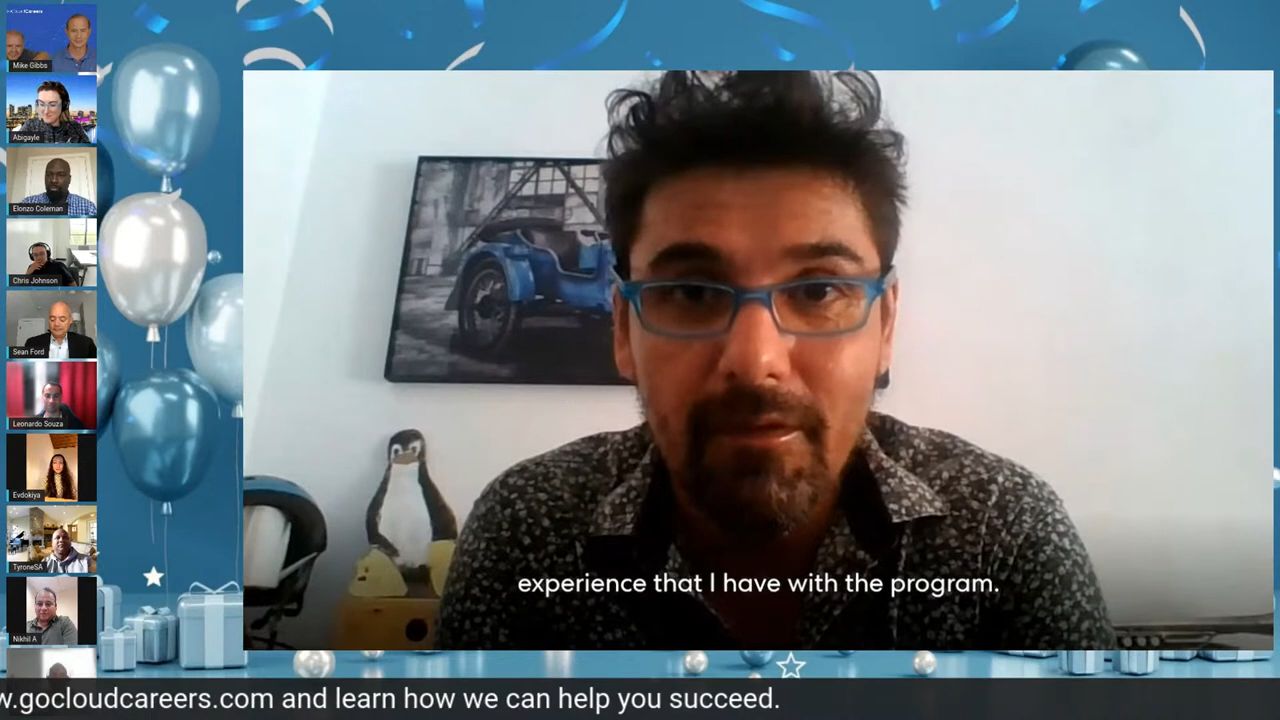 Mike Gibbs
Abigayle
Elonzo Coleman
Chris Johnson
Sean Ford
Leonardo Souza
Evdokiya
TyroneSA
Nikhil A
experience that I have with the program.
w.gocloudcareers.com and learn how we can help you succeed.